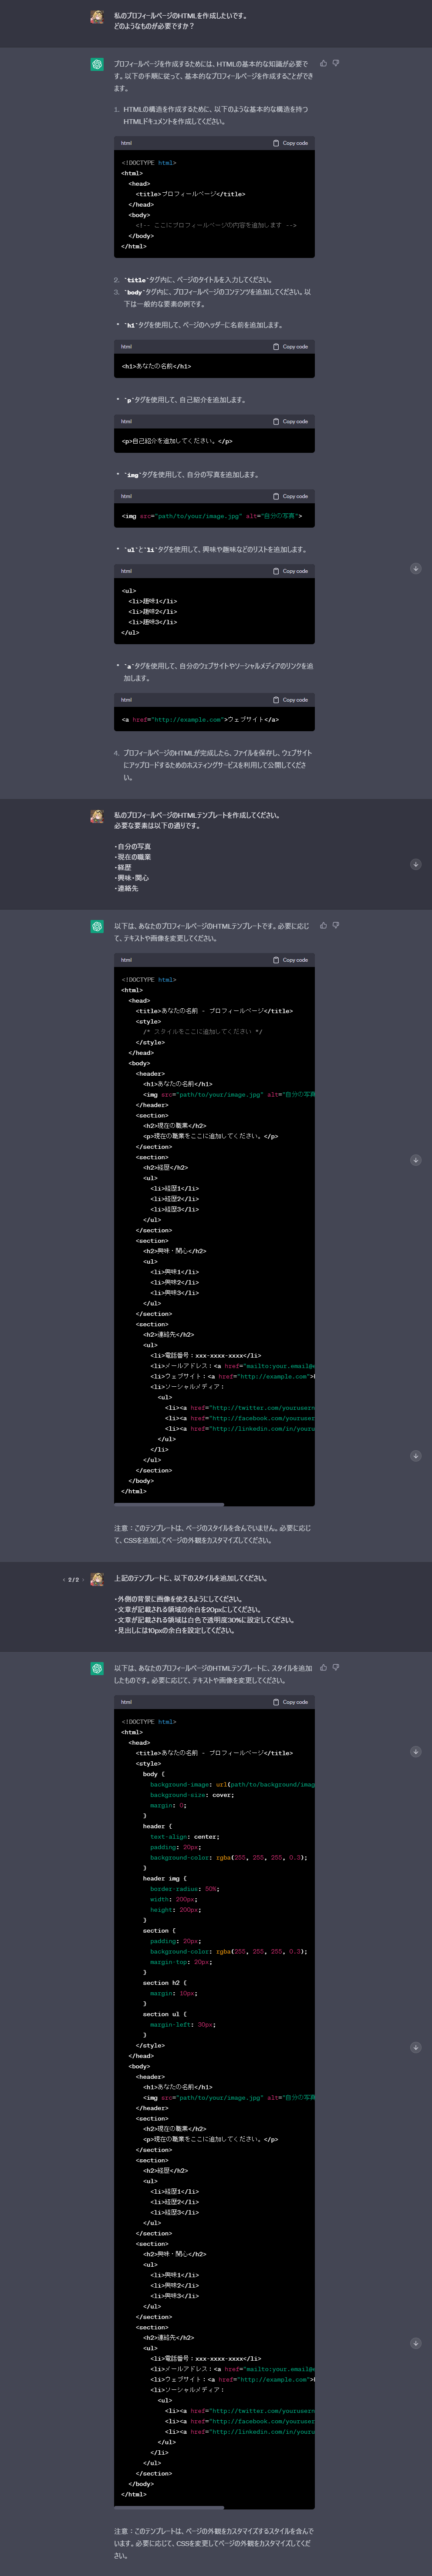 私のプロフィールページのHTMLを作成したいです。
どのようなものが必要ですか？
プロフィールページを作成するためには、HTMLの基本的な知識が必要で
す。以下の手順に従って、基本的なプロフィールページを作成することができ
ます。
1. HTMLの構造を作成するために、以下のような基本的な構造を持つ
HTMLドキュメントを作成してください。
html Copy code
<!DOCTYPE html>
<html>
<head>
<title>プロフィールページ</title>
</head>
<body>
<!-- ここにプロフィールページの内容を追加します -->
</body>
</html>
2. `title`タグ内に、ページのタイトルを入力してください。
3. `body`タグ内に、プロフィールページのコンテンツを追加してください。以
下は一般的な要素の例です。
• `h1`タグを使用して、ページのヘッダーに名前を追加します。
html Copy code
<h1>あなたの名前</h1>
• `p`タグを使用して、自己紹介を追加します。
html Copy code
<p>自己紹介を追加してください。</p>
• `img`タグを使用して、自分の写真を追加します。
html Copy code
<img src="path/to/your/image.jpg" alt="自分の写真">
• `ul`と`li`タグを使用して、興味や趣味などのリストを追加します。
html Copy code
<ul>
<li>趣味1</li>
<li>趣味2</li>
<li>趣味3</li>
</ul>
• `a`タグを使用して、自分のウェブサイトやソーシャルメディアのリンクを追
加します。
html Copy code
<a href="http://example.com">ウェブサイト</a>
4. プロフィールページのHTMLが完成したら、ファイルを保存し、ウェブサイト
にアップロードするためのホスティングサービスを利用して公開してくださ
い。
私のプロフィールページのHTMLテンプレートを作成してください。
必要な要素は以下の通りです。
・自分の写真
・現在の職業
・経歴
・興味・関心
・連絡先
以下は、あなたのプロフィールページのHTMLテンプレートです。必要に応じ
て、テキストや画像を変更してください。
html Copy code
<!DOCTYPE html>
<html>
<head>
<title>あなたの名前 - プロフィールページ</title>
<style>
/* スタイルをここに追加してください */
</style>
</head>
<body>
<header>
<h1>あなたの名前</h1>
<img src="path/to/your/image.jpg" alt="自分の写真
</header>
<section>
<h2>現在の職業</h2>
<p>現在の職業をここに追加してください。</p>
</section>
<section>
<h2>経歴</h2>
<ul>
<li>経歴1</li>
<li>経歴2</li>
<li>経歴3</li>
</ul>
</section>
<section>
<h2>興味・関心</h2>
<ul>
<li>興味1</li>
<li>興味2</li>
<li>興味3</li>
</ul>
</section>
<section>
<h2>連絡先</h2>
<ul>
<li>電話番号：xxx-xxxx-xxxx</li>
<li>メールアドレス：<a href="mailto:your.email@e
<li>ウェブサイト：<a href="http://example.com">
<li>ソーシャルメディア：
<ul>
<li><a href="http://twitter.com/yourusern
<li><a href="http://facebook.com/youruser
<li><a href="http://linkedin.com/in/youru
</ul>
</li>
</ul>
</section>
</body>
</html>
注意：このテンプレートは、ページのスタイルを含んでいません。必要に応じ
て、CSSを追加してページの外観をカスタマイズしてください。
‹ 2/2 ›
上記のテンプレートに、以下のスタイルを追加してください。
・外側の背景に画像を使えるようにしてください。
・文章が記載される領域の余白を20pxにしてください。
・文章が記載される領域は白色で透明度30%に設定してください。
・見出しには10pxの余白を設定してください。
以下は、あなたのプロフィールページのHTMLテンプレートに、スタイルを追加
したものです。必要に応じて、テキストや画像を変更してください。
html Copy code
<!DOCTYPE html>
<html>
<head>
<title>あなたの名前 - プロフィールページ</title>
<style>
body {
background-image: url(path/to/background/imag
background-size: cover;
margin: 0;
}
header {
text-align: center;
padding: 20px;
background-color: rgba(255, 255, 255, 0.3);
}
header img {
border-radius: 50%;
width: 200px;
height: 200px;
}
section {
padding: 20px;
background-color: rgba(255, 255, 255, 0.3);
margin-top: 20px;
}
section h2 {
margin: 10px;
}
section ul {
margin-left: 30px;
}
</style>
</head>
<body>
<header>
<h1>あなたの名前</h1>
<img src="path/to/your/image.jpg" alt="自分の写真
</header>
<section>
<h2>現在の職業</h2>
<p>現在の職業をここに追加してください。</p>
</section>
<section>
<h2>経歴</h2>
<ul>
<li>経歴1</li>
<li>経歴2</li>
<li>経歴3</li>
</ul>
</section>
<section>
<h2>興味・関心</h2>
<ul>
<li>興味1</li>
<li>興味2</li>
<li>興味3</li>
</ul>
</section>
<section>
<h2>連絡先</h2>
<ul>
<li>電話番号：xxx-xxxx-xxxx</li>
<li>メールアドレス：<a href="mailto:your.email@e
<li>ウェブサイト：<a href="http://example.com">
<li>ソーシャルメディア：
<ul>
<li><a href="http://twitter.com/yourusern
<li><a href="http://facebook.com/youruser
<li><a href="http://linkedin.com/in/youru
</ul>
</li>
</ul>
</section>
</body>
</html>
注意：このテンプレートは、ページの外観をカスタマイズするスタイルを含んで
います。必要に応じて、CSSを変更してページの外観をカスタマイズしてくだ
さい。